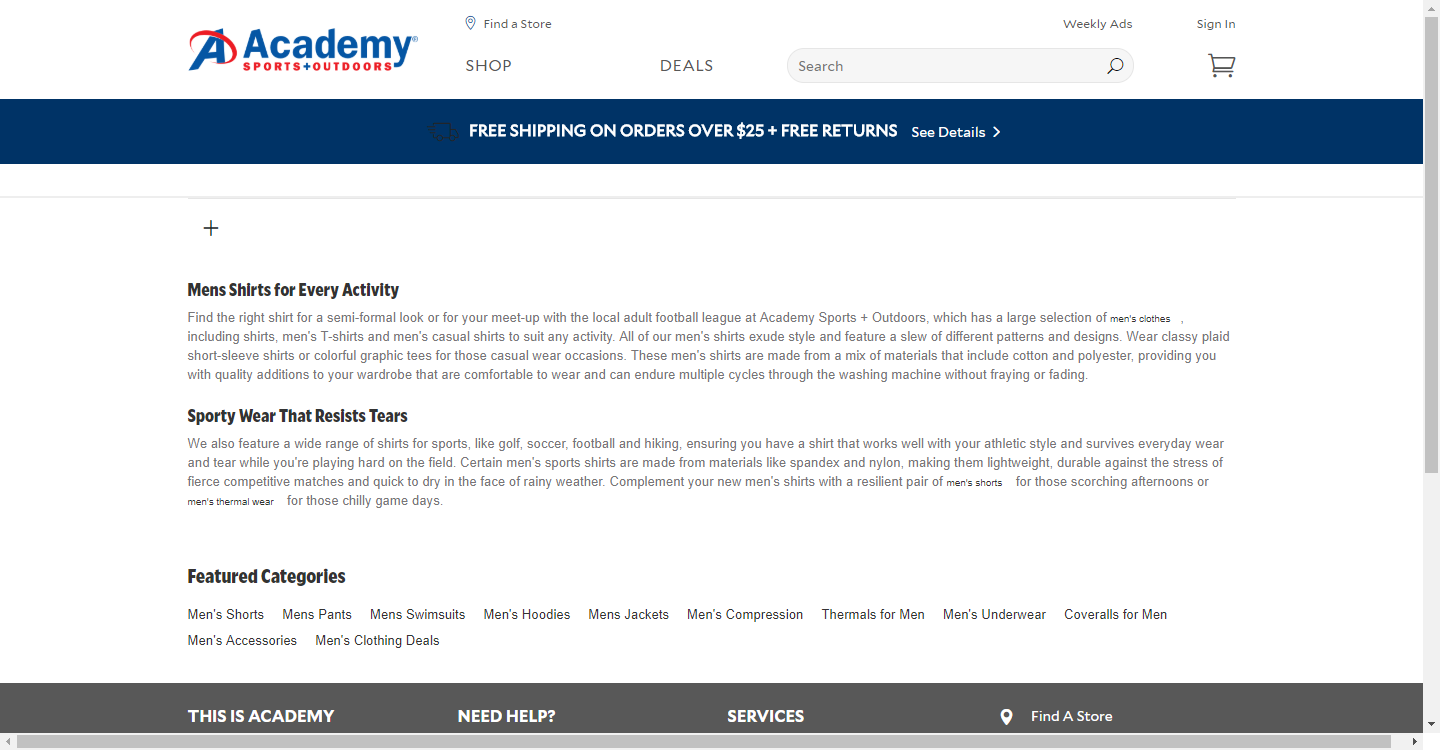 Find a Store
Weekly Ads
Sign In
Academy®
SPORTS+OUTDOORS
SHOP
DEALS
Search
FREE SHIPPING ON ORDERS OVER $25 + FREE RETURNS See Details
Mens Shirts for Every Activity
Find the right shirt for a semi-formal look or for your meet-up with the local adult football league at Academy Sports + Outdoors, which has a large selection of men's clothes ,
including shirts, men's T-shirts and men's casual shirts to suit any activity. All of our men's shirts exude style and feature a slew of different patterns and designs. Wear classy plaid
short-sleeve shirts or colorful graphic tees for those casual wear occasions. These men's shirts are made from a mix of materials that include cotton and polyester, providing you
with quality additions to your wardrobe that are comfortable to wear and can endure multiple cycles through the washing machine without fraying or fading.
Sporty Wear That Resists Tears
We also feature a wide range of shirts for sports, like golf, soccer, football and hiking, ensuring you have a shirt that works well with your athletic style and survives everyday wear
and tear while you're playing hard on the field. Certain men's sports shirts are made from materials like spandex and nylon, making them lightweight, durable against the stress of
fierce competitive matches and quick to dry in the face of rainy weather. Complement your new men's shirts with a resilient pair of men's shorts for those scorching afternoons or
men's thermal wear for those chilly game days.
Featured Categories
Men's Shorts Mens Pants Mens Swimsuits Men's Hoodies Mens Jackets Men's Compression Thermals for Men Men's Underwear Coveralls for Men
Men's Accessories Men's Clothing Deals
THIS IS ACADEMY
NEED HELP?
SERVICES
Find A Store